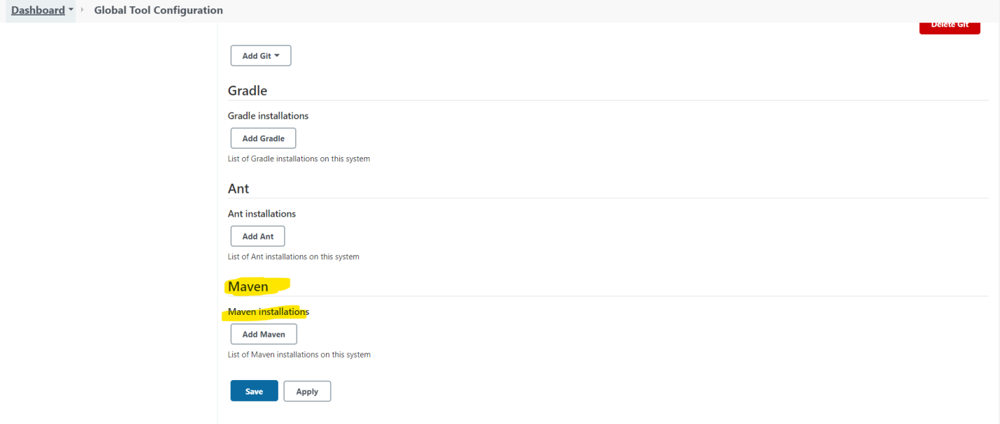 Dashboard Global Tool Configuration
Delete Git
Add Git
Gradle
Gradle installations
Add Gradle
List of Gradle installations on this system
Ant
Ant installations
Add Ant
List of Ant installations on this system
Maven
Maven installations
Add Maven
List of Maven installations on this system
Save Apply